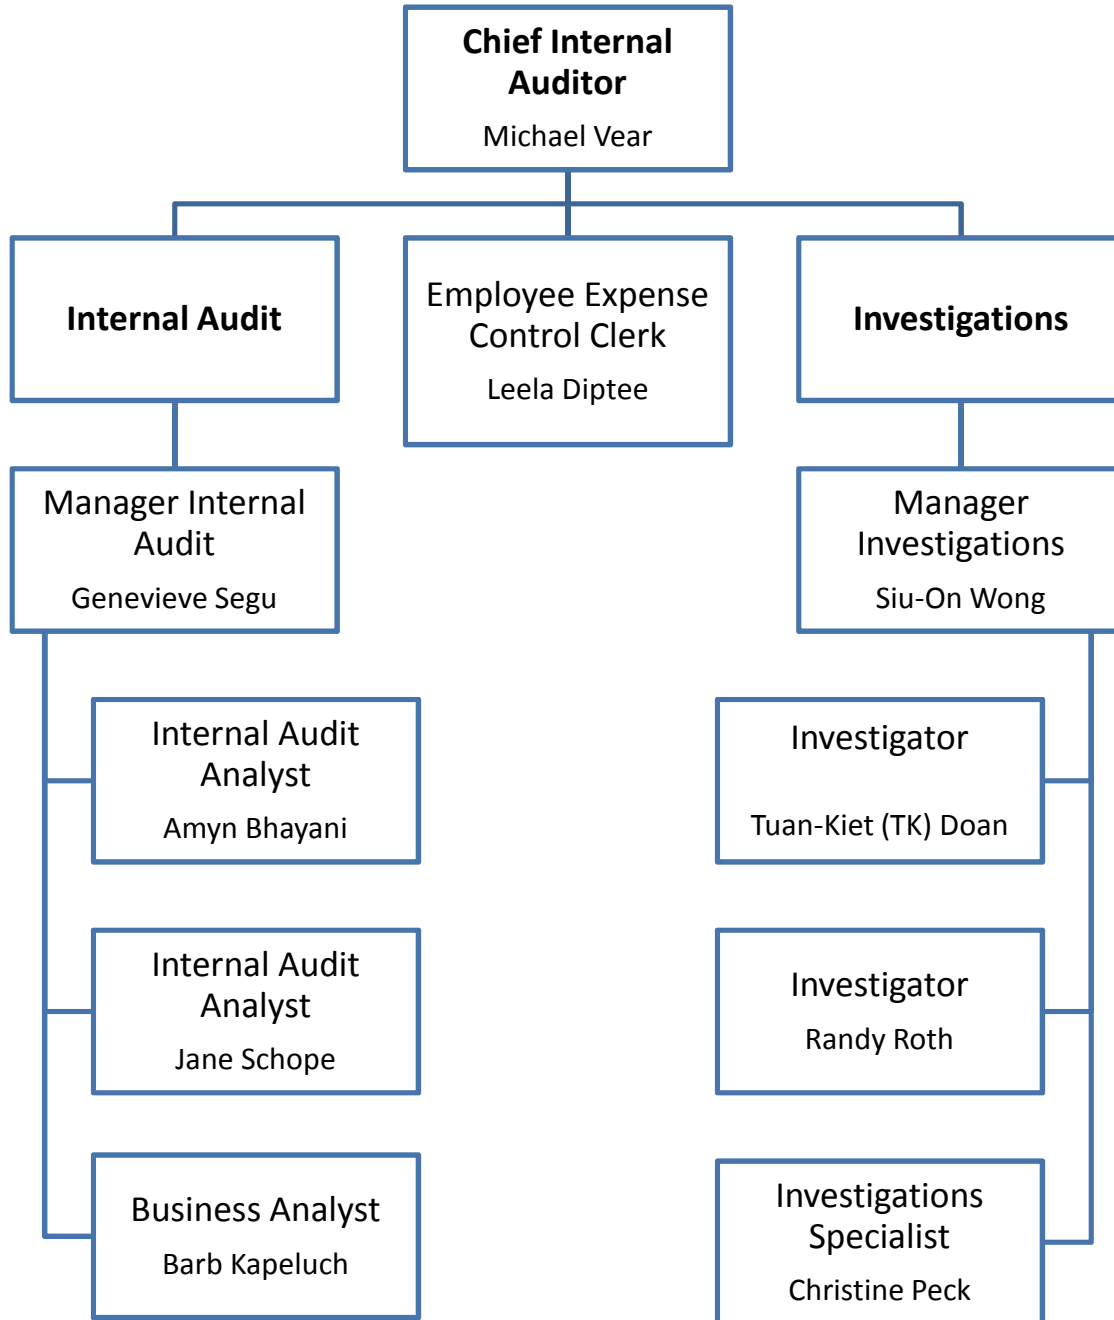 Chief Internal
Auditor
Michael Vear
Internal Audit
Employee Expense
Control Clerk
Leela Diptee
Investigations
Manager Internal
Audit
Genevieve Segu
Manager
Investigations
Siu-On Wong
Internal Audit
Analyst
Amyn Bhayani
Investigator
Tuan-Kiet (TK) Doan
Internal Audit
Analyst
Jane Schope
Investigator
Randy Roth
Business Analyst
Barb Kapeluch
Investigations
Specialist
Christine Peck